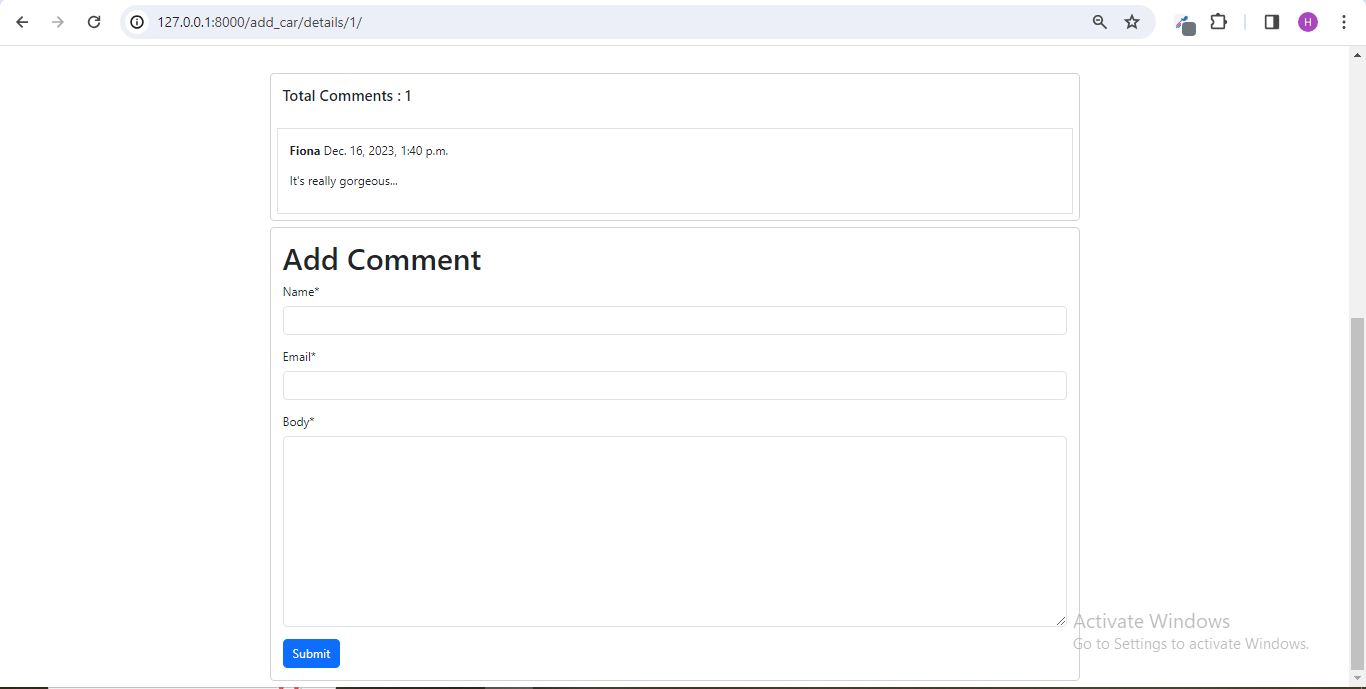 127.0.0.1:8000/add_car/details/1/
H
Total Comments : 1
Fiona Dec. 16, 2023, 1:40 p.m.
It's really gorgeous...
Add Comment
Name*
Email*
Body*
Submit
Activate Windows
Go to Settings to activate Windows.